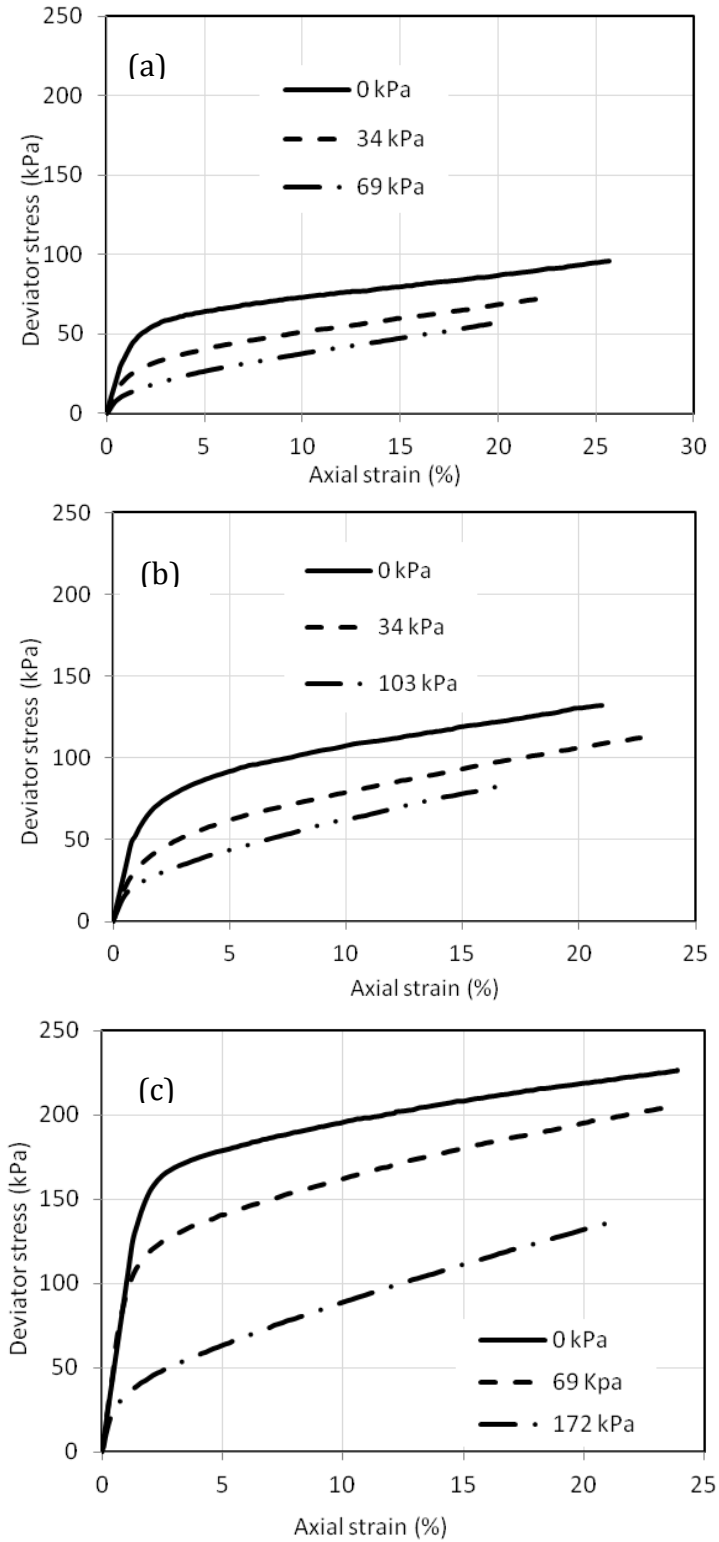 250
(a)
0 kPa
34 kPa
69 kPa
200
150
100
50
0
Deviator stress (kPa)
0 5 10 15 20 25 30
Axial strain (%)
250
(b)
0 kPa
34 kPa
103 kPa
200
150
100
50
0
Deviator stress (kPa)
0 5 10 15 20 25
Axial strain (%)
250
(c)
200
150
100
50
0
Deviator stress (kPa)
0 kPa
69 Kpa
172 kPa
0 5 10 15 20 25
Axial strain (%)